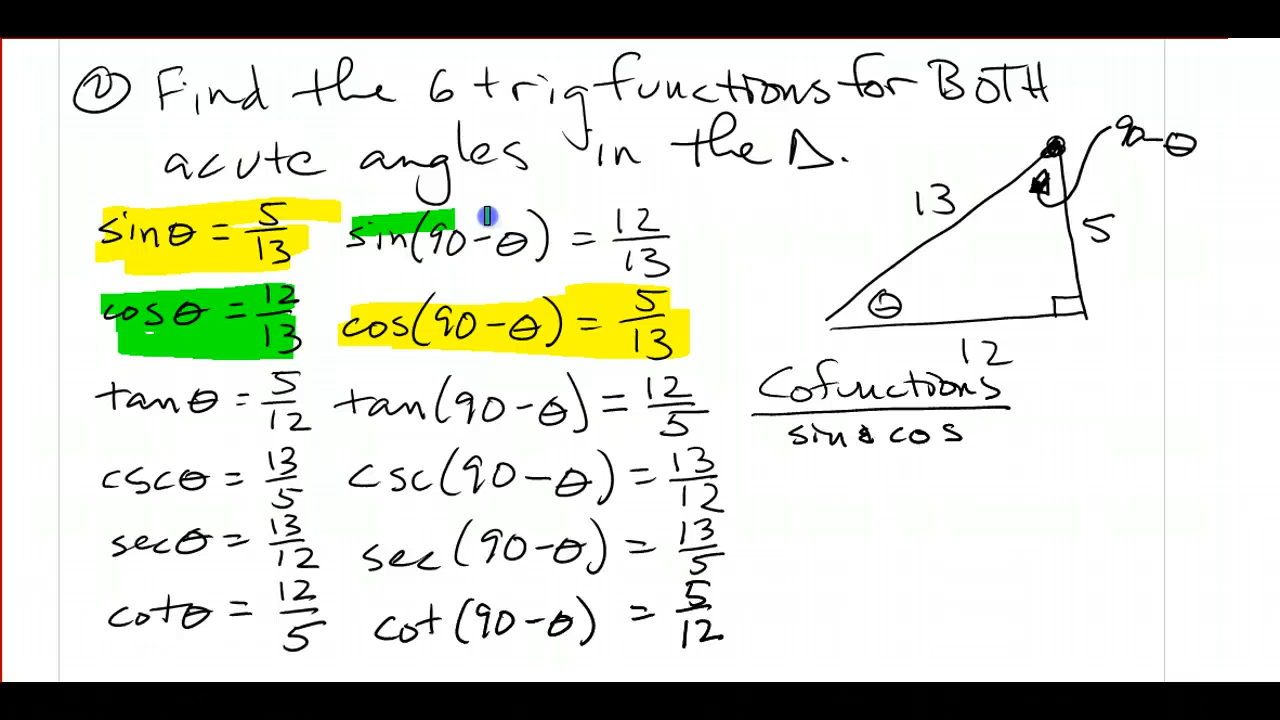 ② Find the 6 trig functions for BOTH
acute angles in the Δ.
sinθ = 5/13 sin(90-θ) = 12/13
cosθ = 12/13 cos(90-θ) = 5/13
tanθ = 5/12 tan(90-θ) = 12/5
cscθ = 13/5 csc(90-θ) = 13/12
secθ = 13/12 sec(90-θ) = 13/5
cotθ = 12/5 cot(90-θ) = 5/12
90-θ
13
5
θ
12
Cofunctions
sin & cos